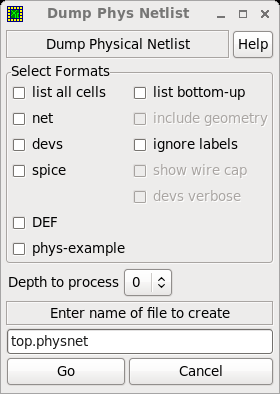 Dump Phys Netlist
Dump Physical Netlist Help
Select Formats
list all cells list bottom-up
net include geometry
devs ignore labels
spice show wire cap
devs verbose
DEF
phys-example
Depth to process 0
Enter name of file to create
top.physnet
Go Cancel